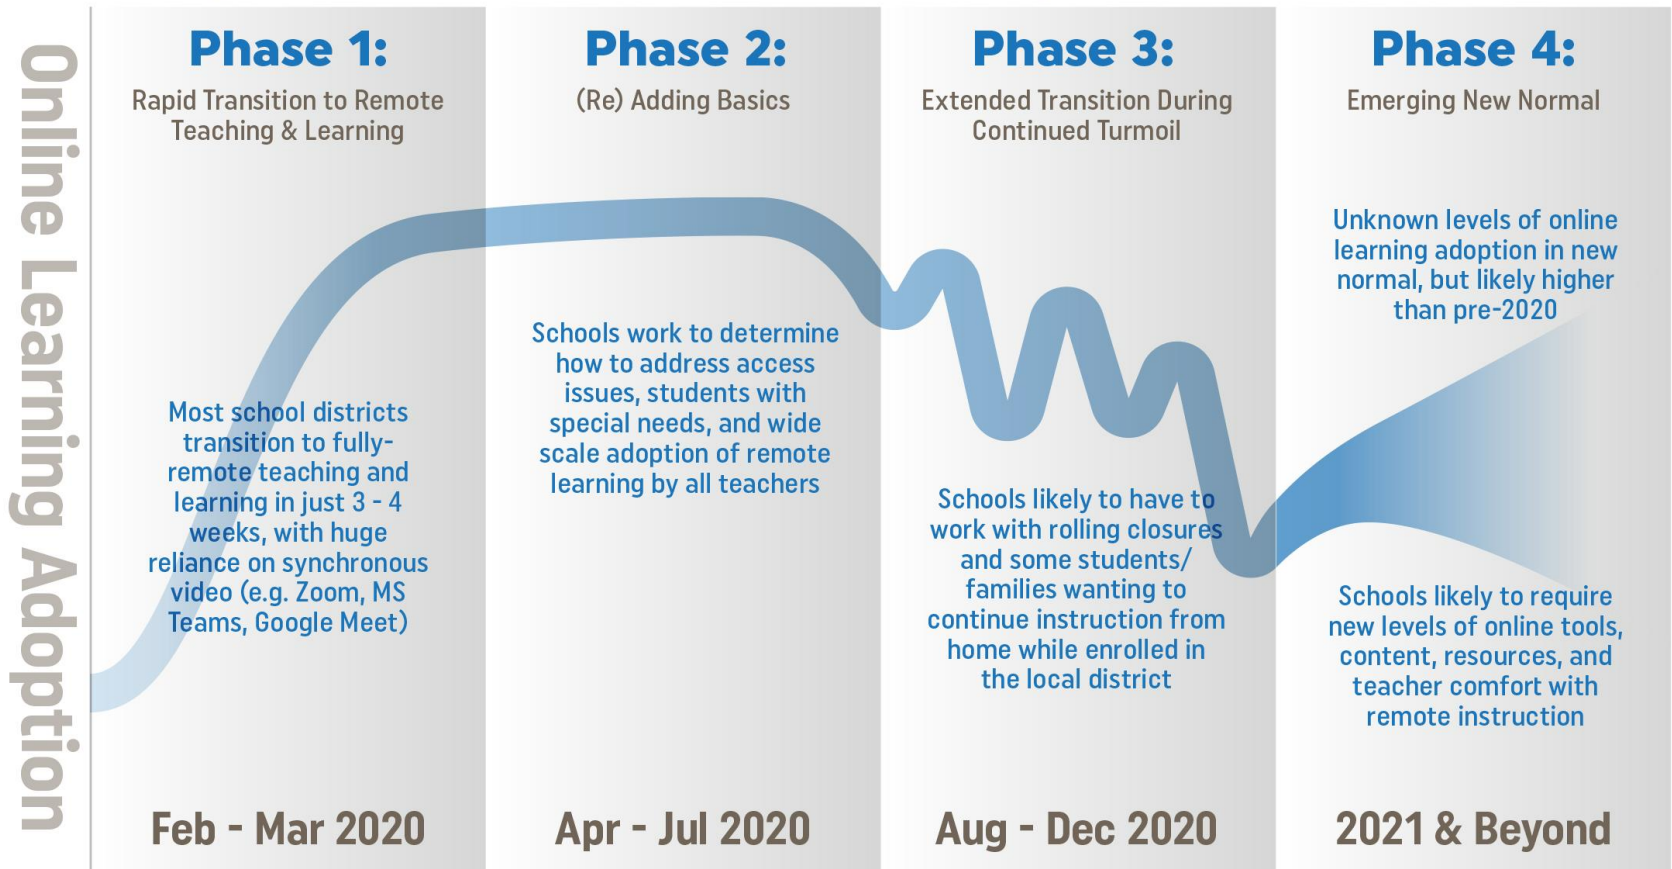 Online Learning Adoption
Phase 1:
Rapid Transition to Remote
Teaching & Learning
Most school districts
transition to fully-
remote teaching and
learning in just 3 - 4
weeks, with huge
reliance on synchronous
video (e.g. Zoom, MS
Teams, Google Meet)
Feb - Mar 2020
Phase 2:
(Re) Adding Basics
Schools work to determine
how to address access
issues, students with
special needs, and wide
scale adoption of remote
learning by all teachers
Apr - Jul 2020
Phase 3:
Extended Transition During
Continued Turmoil
Schools likely to have to
work with rolling closures
and some students/
families wanting to
continue instruction from
home while enrolled in
the local district
Aug - Dec 2020
Phase 4:
Emerging New Normal
Unknown levels of online
learning adoption in new
normal, but likely higher
than pre-2020
Schools likely to require
new levels of online tools,
content, resources, and
teacher comfort with
remote instruction
2021 & Beyond